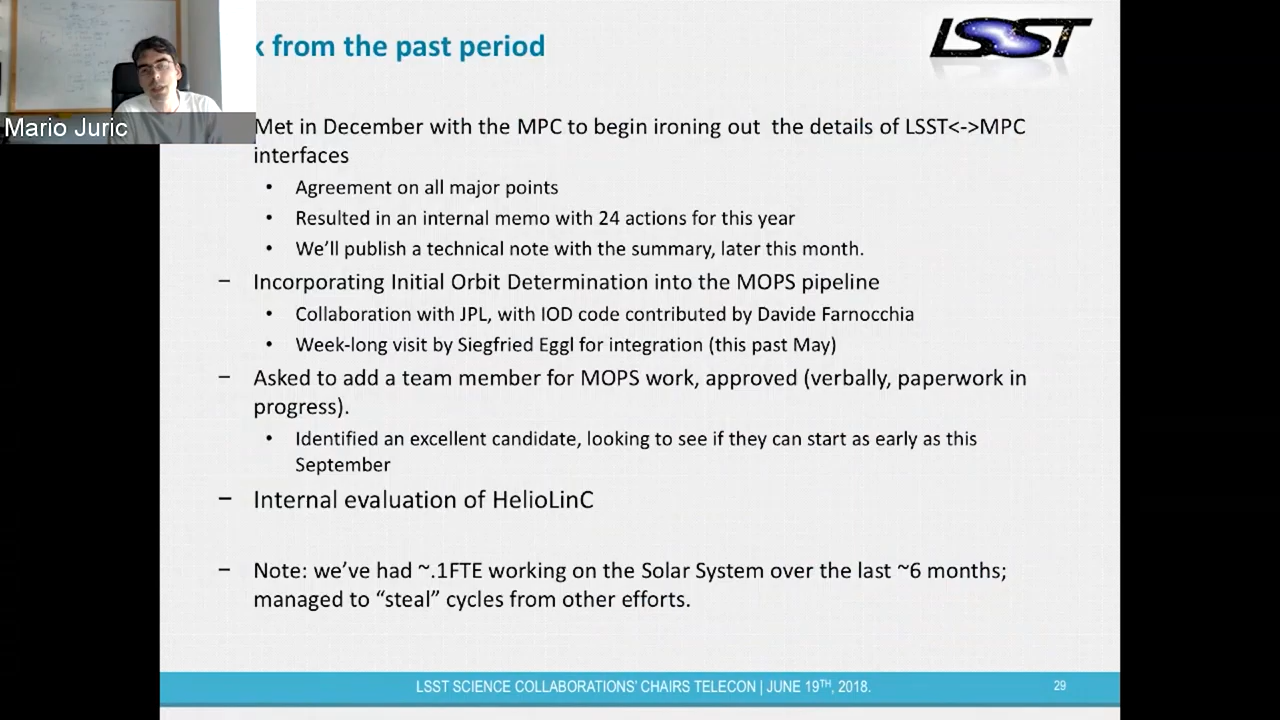 k from the past period
LSST
Mario Juric
Met in December with the MPC to begin ironing out the details of LSST<->MPC
interfaces
• Agreement on all major points
• Resulted in an internal memo with 24 actions for this year
• We’ll publish a technical note with the summary, later this month.
– Incorporating Initial Orbit Determination into the MOPS pipeline
• Collaboration with JPL, with IOD code contributed by Davide Farnocchia
• Week-long visit by Siegfried Eggl for integration (this past May)
– Asked to add a team member for MOPS work, approved (verbally, paperwork in
progress).
• Identified an excellent candidate, looking to see if they can start as early as this
September
– Internal evaluation of HelioLinC
– Note: we’ve had ~.1FTE working on the Solar System over the last ~6 months;
managed to “steal” cycles from other efforts.
LSST SCIENCE COLLABORATIONS’ CHAIRS TELECON | JUNE 19TH, 2018.
29